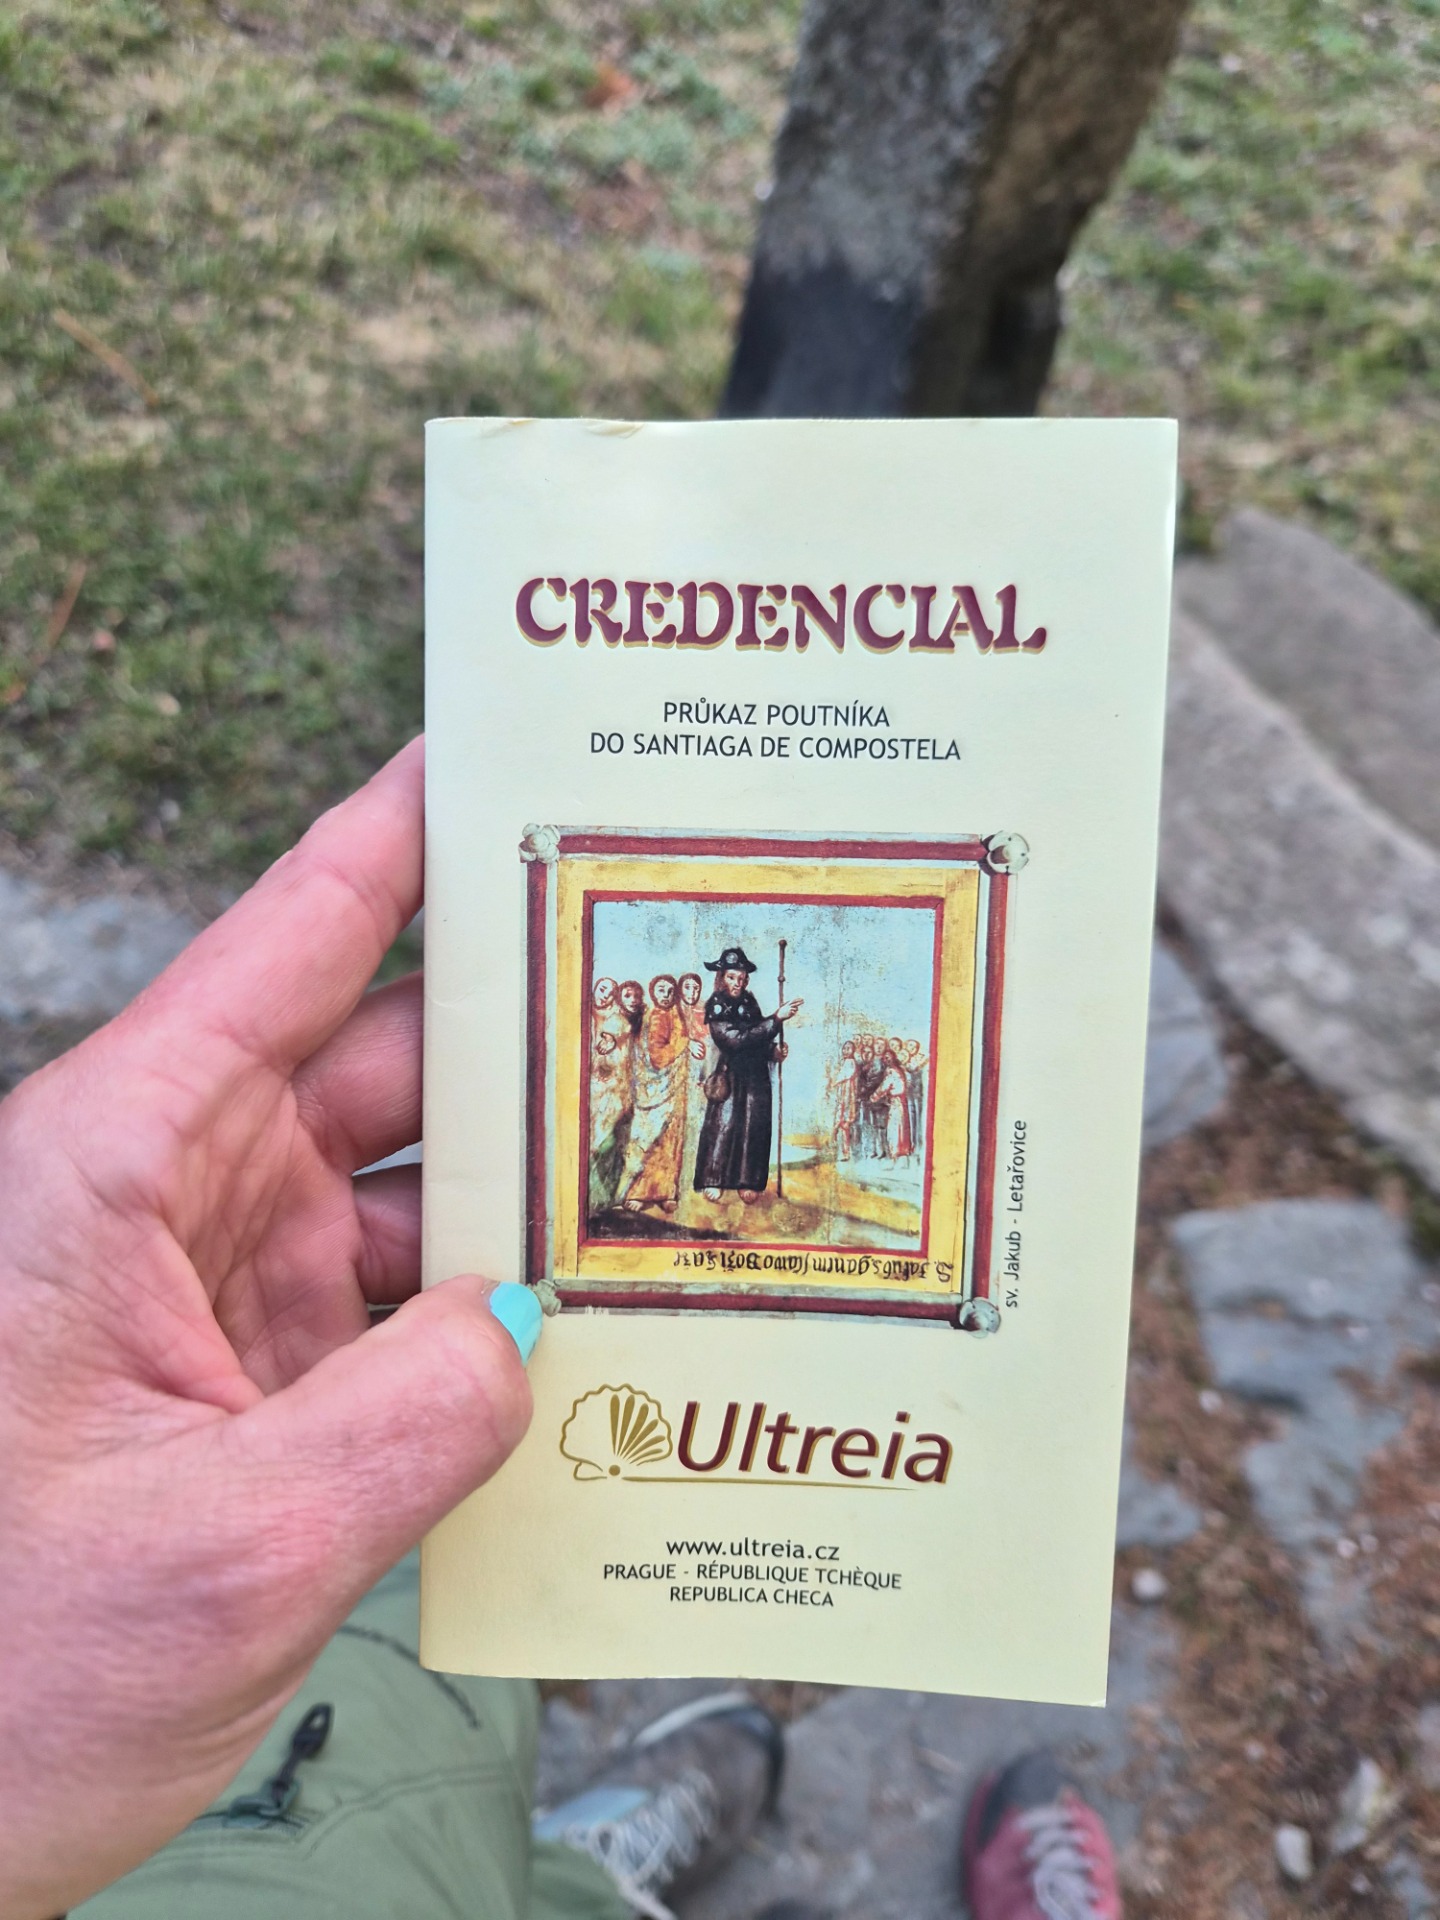 CREDENCIAL
PRŮKAZ POUTNÍKA
DO SANTIAGA DE COMPOSTELA
sv. Jakub - Letařovice
Ultreia
www.ultreia.cz
PRAGUE - RÉPUBLIQUE TCHÈQUE
REPUBLICA CHECA